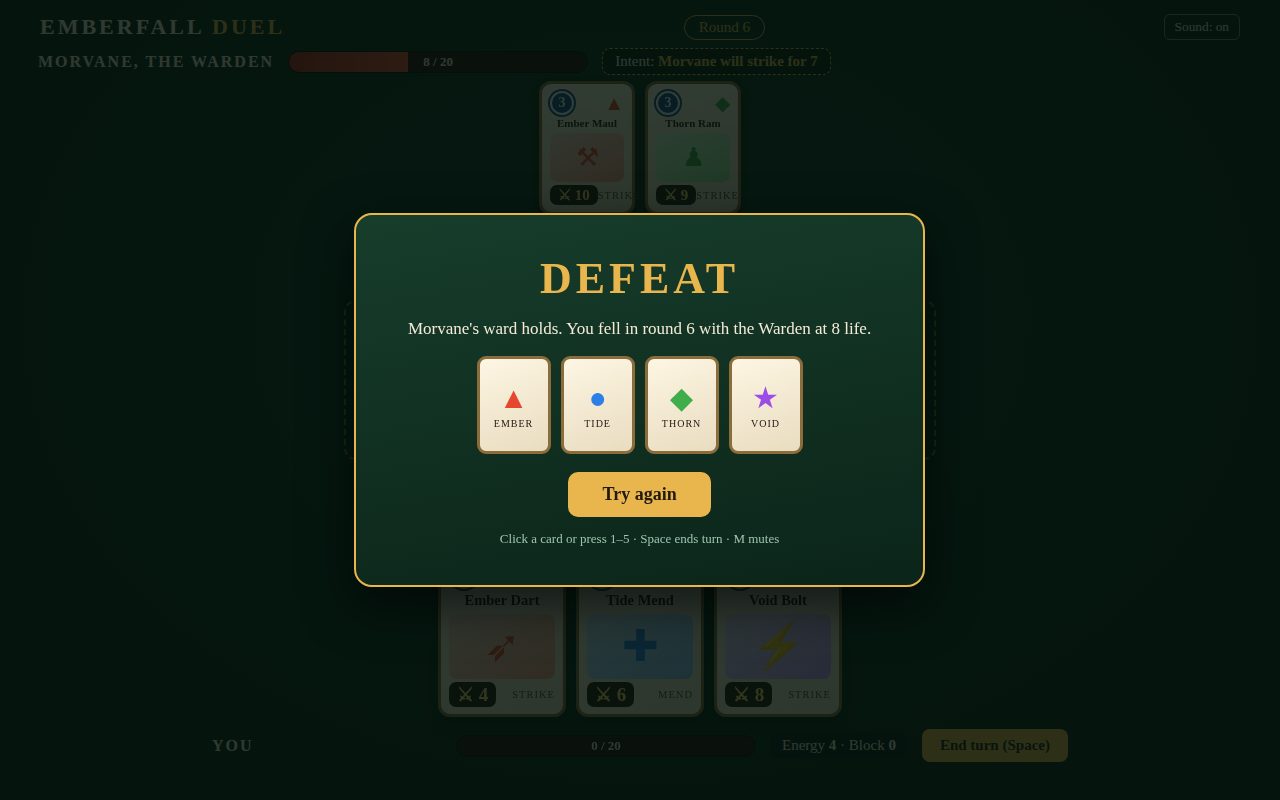 EMBERFALL DUEL
Round 6
Sound: on
MORVANE, THE WARDEN
8 / 20
Intent: Morvane will strike for 7
3
Ember Maul
10 STRIK
3
Thorn Ram
9 STRIKE
DEFEAT
Morvane's ward holds. You fell in round 6 with the Warden at 8 life.
EMBER
TIDE
THORN
VOID
Try again
Click a card or press 1–5 · Space ends turn · M mutes
Ember Dart
4 STRIKE
Tide Mend
6 MEND
Void Bolt
8 STRIKE
YOU
0 / 20
Energy 4 · Block 0
End turn (Space)